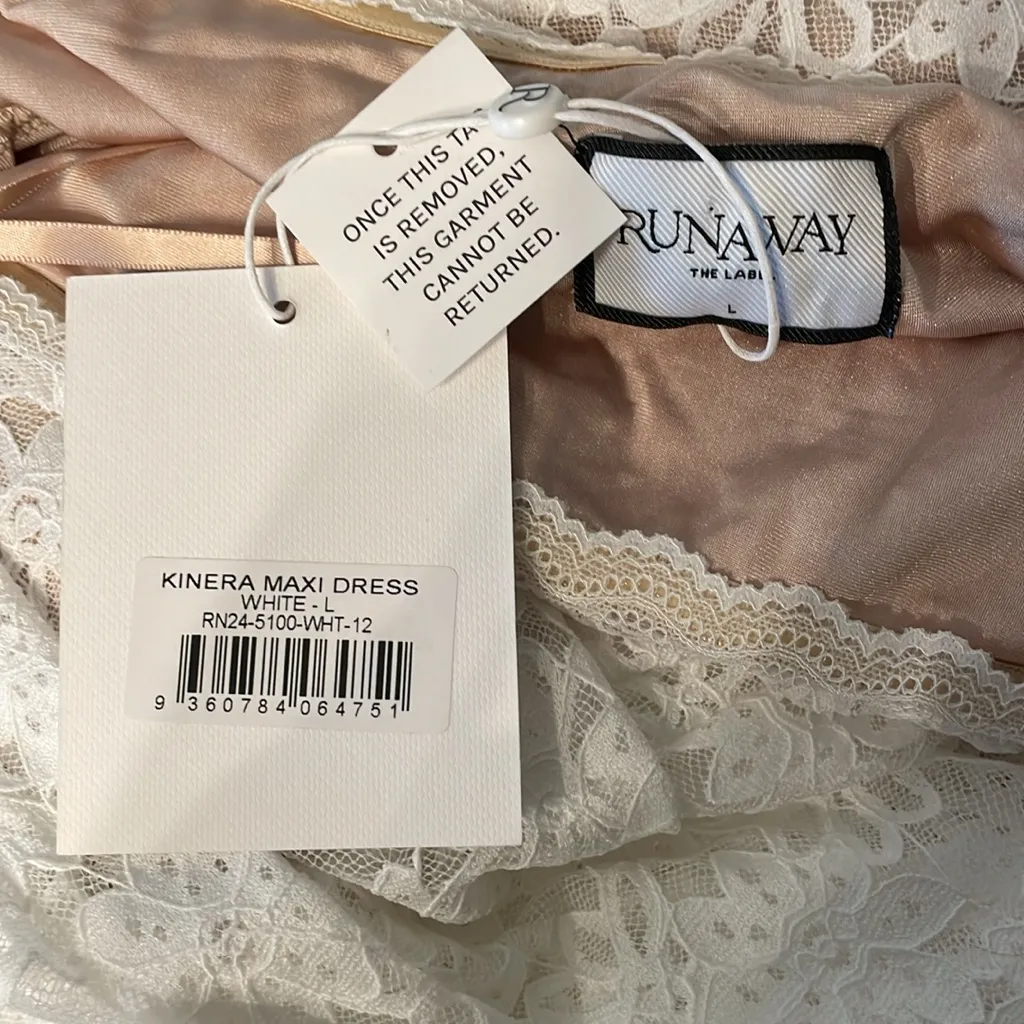 ONCE THIS TA
IS REMOVED,
THIS GARMENT
CANNOT BE
RETURNED.
RUNAWAY
THE LABEL
L
KINERA MAXI DRESS
WHITE - L
RN24-5100-WHT-12
9 360784 064751